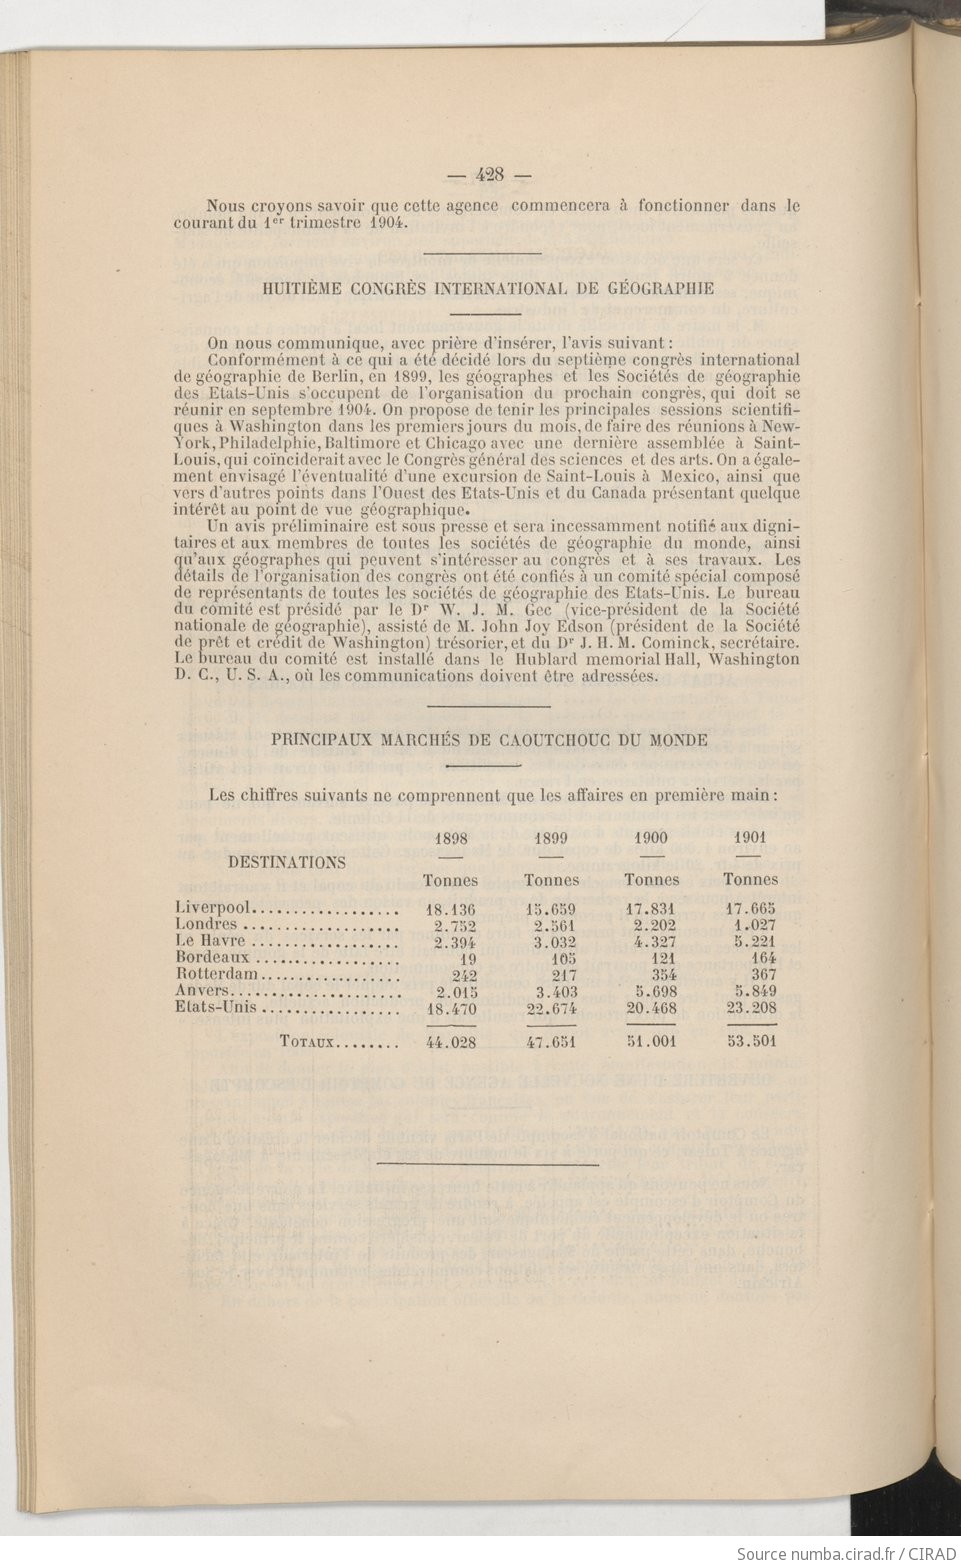 — 428 —
Nous croyons savoir que cette agence commencera à fonctionner dans le
courant du 1er trimestre 1904.
HUITIÈME CONGRÈS INTERNATIONAL DE GÉOGRAPHIE
On nous communique, avec prière d'insérer, l'avis suivant :
Conformément à ce qui a été décidé lors du septième congrès international
de géographie de Berlin, en 1899, les géographes et les Sociétés de géographie
des Etats-Unis s'occupent de l'organisation du prochain congrès, qui doit se
réunir en septembre 1904. On propose de tenir les principales sessions scientifi-
ques à Washington dans les premiers jours du mois, de faire des réunions à New-
York, Philadelphie, Baltimore et Chicago avec une dernière assemblée à Saint-
Louis, qui coïnciderait avec le Congrès général des sciences et des arts. On a égale-
ment envisagé l'éventualité d'une excursion de Saint-Louis à Mexico, ainsi que
vers d'autres points dans l'Ouest des Etats-Unis et du Canada présentant quelque
intérêt au point de vue géographique.
Un avis préliminaire est sous presse et sera incessamment notifié aux digni-
taires et aux membres de toutes les sociétés de géographie du monde, ainsi
qu'aux géographes qui peuvent s'intéresser au congrès et à ses travaux. Les
détails de l'organisation des congrès ont été confiés à un comité spécial composé
de représentants de toutes les sociétés de géographie des Etats-Unis. Le bureau
du comité est présidé par le Dr W. J. M. Gee (vice-président de la Société
nationale de géographie), assisté de M. John Joy Edson (président de la Société
de prêt et crédit de Washington) trésorier, et du Dr J. H. M. Cominck, secrétaire.
Le bureau du comité est installé dans le Hublard memorial Hall, Washington
D. C., U. S. A., où les communications doivent être adressées.
PRINCIPAUX MARCHÉS DE CAOUTCHOUC DU MONDE
Les chiffres suivants ne comprennent que les affaires en première main :
1898 1899 1900 1901
DESTINATIONS — — — —
Tonnes Tonnes Tonnes Tonnes
Liverpool.................. 18.136 15.659 17.831 17.665
Londres ................... 2.752 2.561 2.202 1.027
Le Havre .................. 2.394 3.032 4.327 5.221
Bordeaux .................. 19 105 121 164
Rotterdam................. 242 217 354 367
Anvers..................... 2.015 3.403 5.698 5.849
Etats-Unis ................. 18.470 22.674 20.468 23.208
TOTAUX........ 44.028 47.651 51.001 53.501
Source numba.cirad.fr / CIRAD